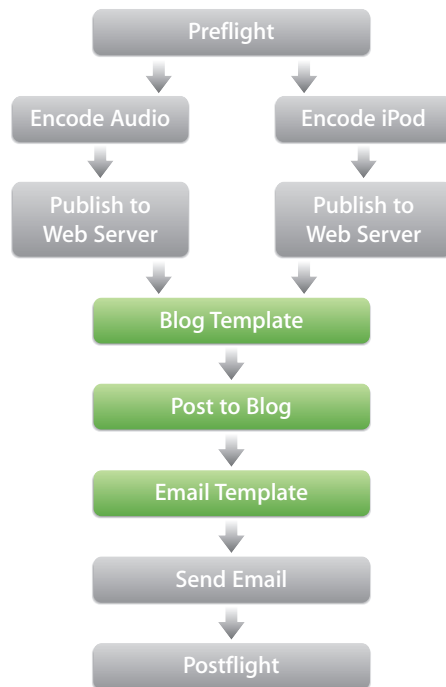 Preflight
Encode Audio
Encode iPod
Publish to
Web Server
Publish to
Web Server
Blog Template
Post to Blog
Email Template
Send Email
Postflight